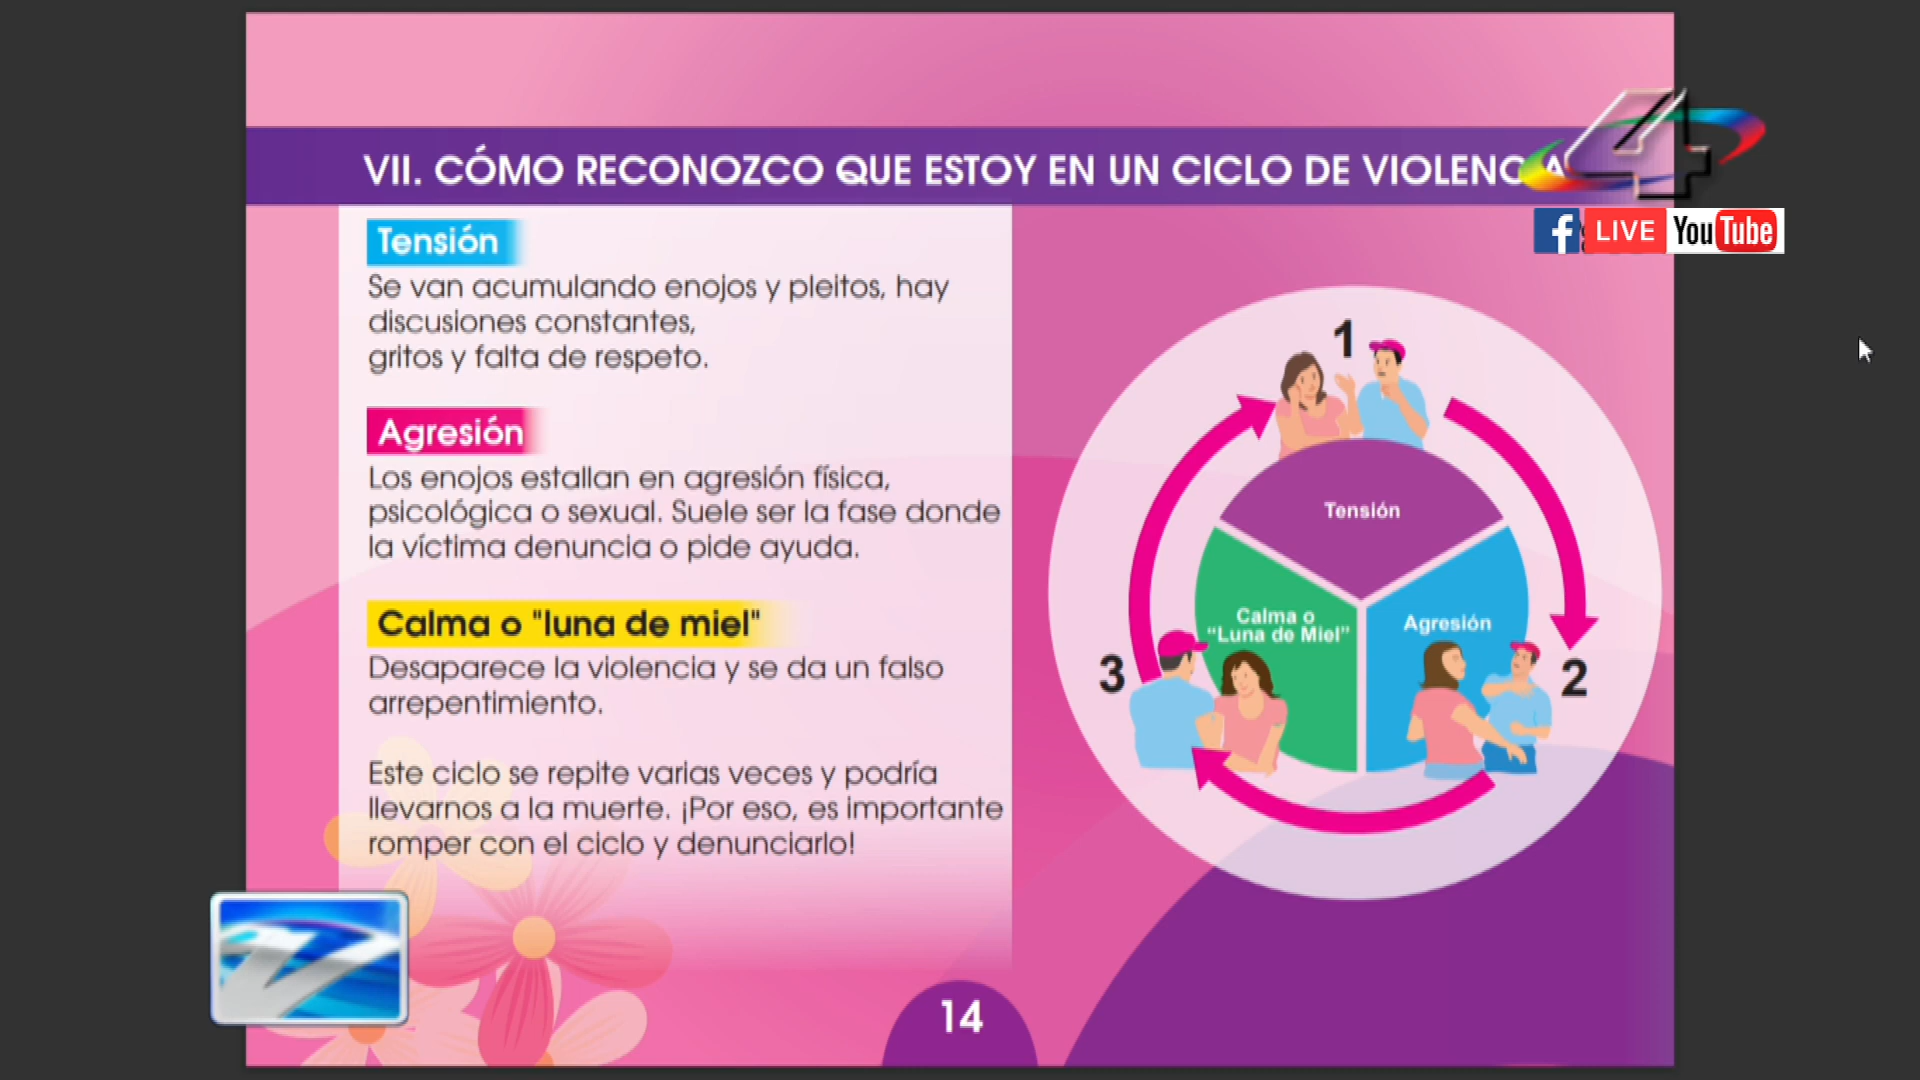 VII. CÓMO RECONOZCO QUE ESTOY EN UN CICLO DE VIOLENCIA
4
f LIVE YouTube
Tensión
Se van acumulando enojos y pleitos, hay
discusiones constantes,
gritos y falta de respeto.
Agresión
Los enojos estallan en agresión física,
psicológica o sexual. Suele ser la fase donde
la víctima denuncia o pide ayuda.
Calma o "luna de miel"
Desaparece la violencia y se da un falso
arrepentimiento.
Este ciclo se repite varias veces y podría
llevarnos a la muerte. ¡Por eso, es importante
romper con el ciclo y denunciarlo!
1
Tensión
Agresión
2
Calma o
“Luna de Miel”
3
14